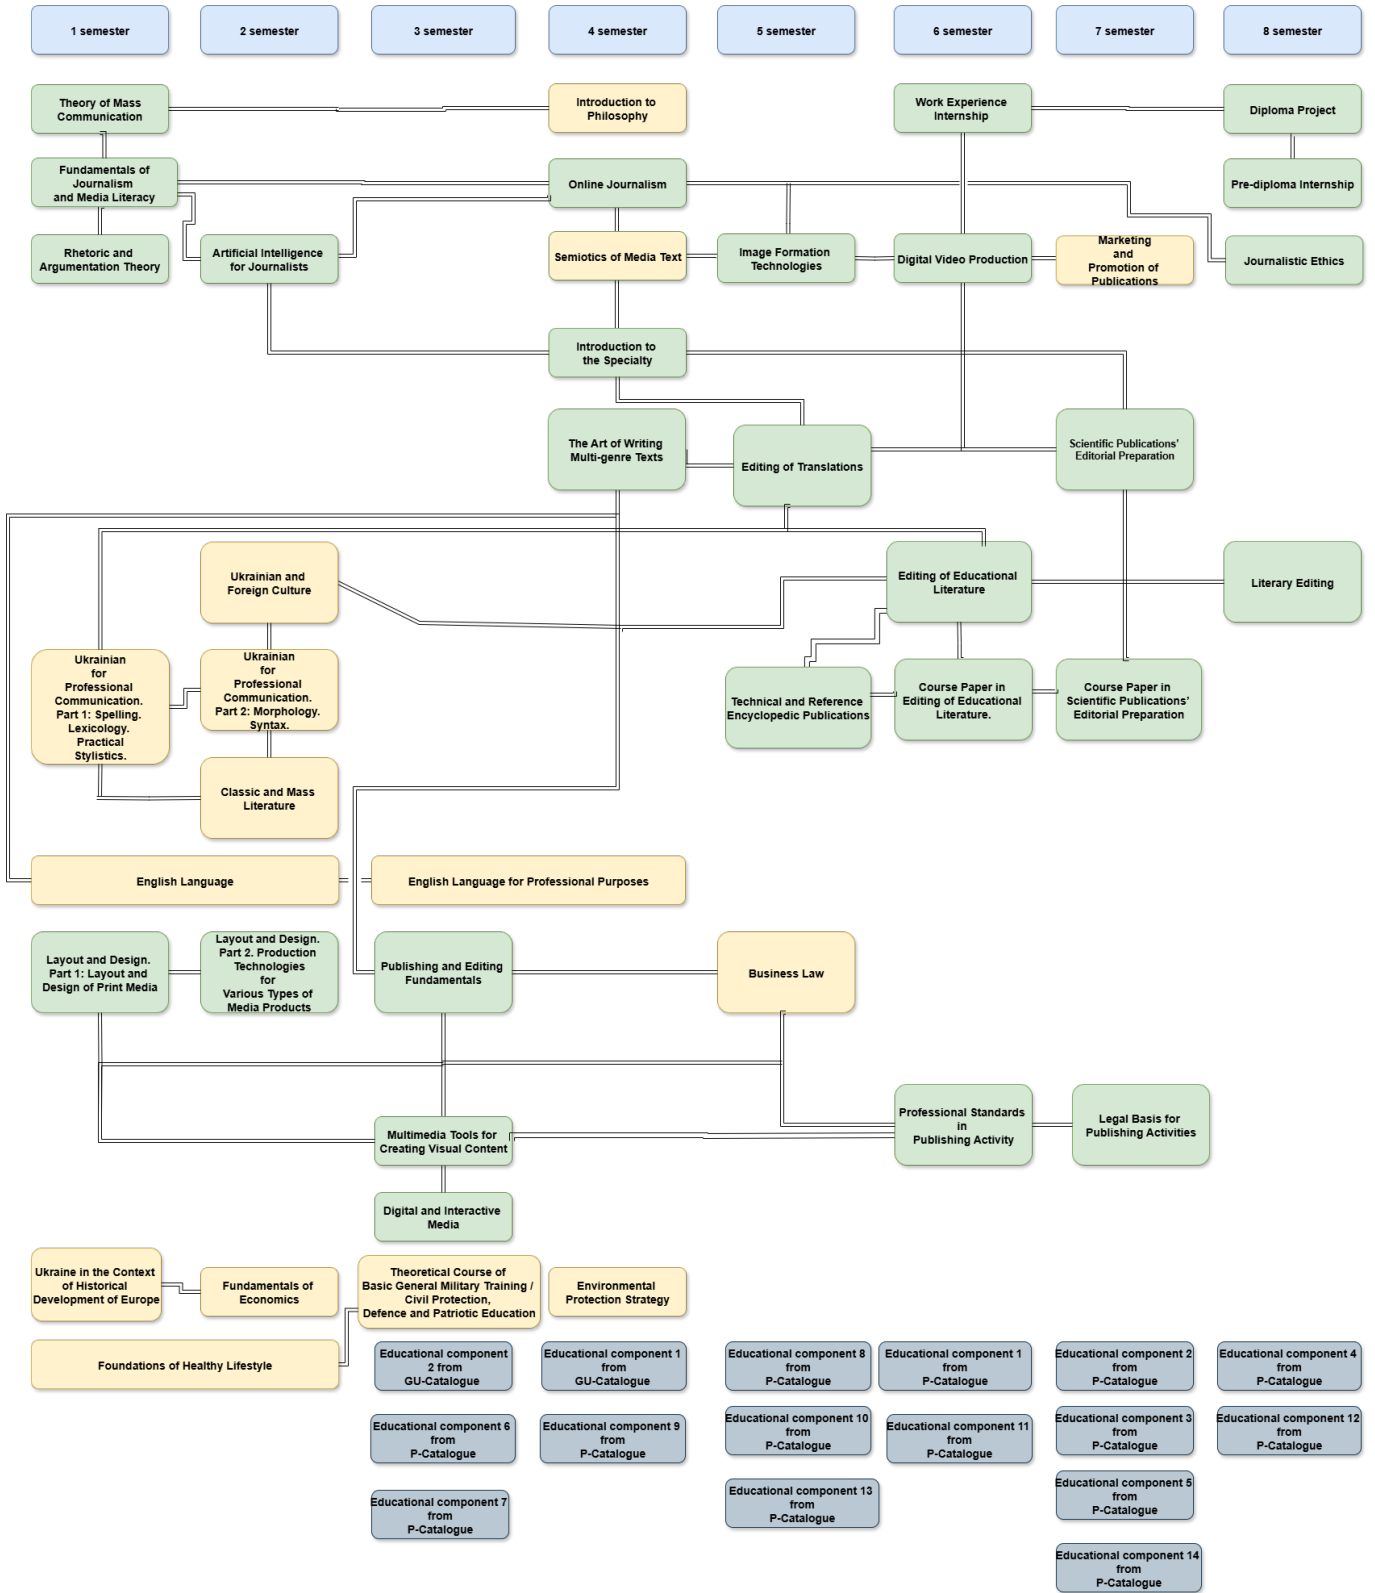 1 semester
2 semester
3 semester
4 semester
5 semester
6 semester
7 semester
8 semester
Theory of Mass
Communication
Introduction to
Philosophy
Work Experience
Internship
Diploma Project
Fundamentals of
Journalism
and Media Literacy
Online Journalism
Pre-diploma Internship
Rhetoric and
Argumentation Theory
Artificial Intelligence
for Journalists
Semiotics of Media Text
Image Formation
Technologies
Digital Video Production
Marketing
and
Promotion of
Publications
Journalistic Ethics
Introduction to
the Specialty
The Art of Writing
Multi-genre Texts
Editing of Translations
Scientific Publications’
Editorial Preparation
Ukrainian and
Foreign Culture
Editing of Educational
Literature
Literary Editing
Ukrainian
for
Professional
Communication.
Part 1: Spelling.
Lexicology.
Practical
Stylistics.
Ukrainian
for
Professional
Communication.
Part 2: Morphology.
Syntax.
Technical and Reference
Encyclopedic Publications
Course Paper in
Editing of Educational
Literature.
Course Paper in
Scientific Publications’
Editorial Preparation
Classic and Mass
Literature
English Language
English Language for Professional Purposes
Layout and Design.
Part 1: Layout and
Design of Print Media
Layout and Design.
Part 2. Production
Technologies
for
Various Types of
Media Products
Publishing and Editing
Fundamentals
Business Law
Multimedia Tools for
Creating Visual Content
Professional Standards
in
Publishing Activity
Legal Basis for
Publishing Activities
Digital and Interactive
Media
Ukraine in the Context
of Historical
Development of Europe
Fundamentals of
Economics
Theoretical Course of
Basic General Military Training /
Civil Protection,
Defence and Patriotic Education
Environmental
Protection Strategy
Foundations of Healthy Lifestyle
Educational component
2 from
GU-Catalogue
Educational component 1
from
GU-Catalogue
Educational component 8
from
P-Catalogue
Educational component 1
from
P-Catalogue
Educational component 2
from
P-Catalogue
Educational component 4
from
P-Catalogue
Educational component 6
from
P-Catalogue
Educational component 9
from
P-Catalogue
Educational component 10
from
P-Catalogue
Educational component 11
from
P-Catalogue
Educational component 3
from
P-Catalogue
Educational component 12
from
P-Catalogue
Educational component 7
from
P-Catalogue
Educational component 13
from
P-Catalogue
Educational component 5
from
P-Catalogue
Educational component 14
from
P-Catalogue